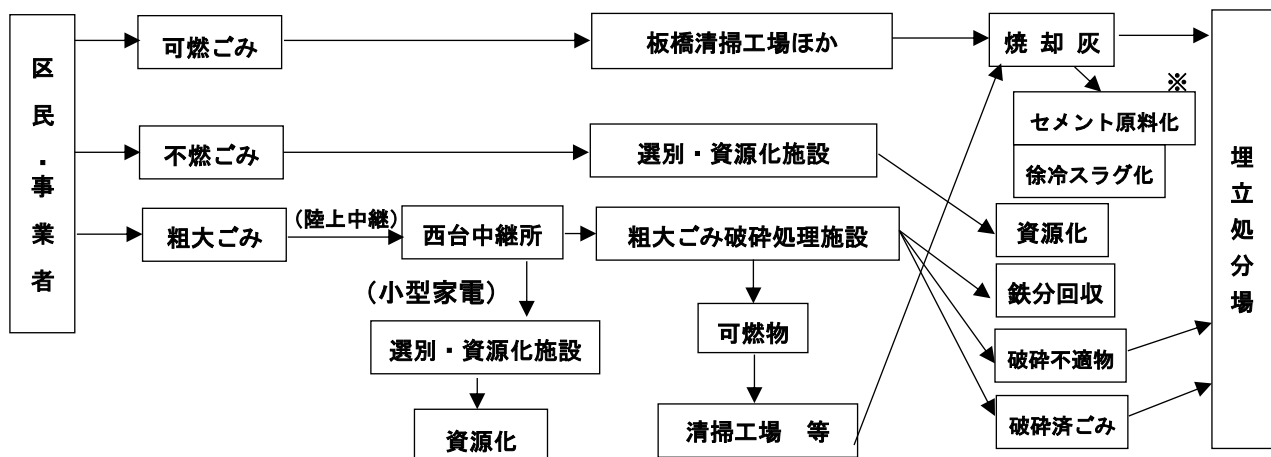 区民・事業者
可燃ごみ
板橋清掃工場ほか
焼 却 灰
※
セメント原料化
徐冷スラグ化
不燃ごみ
選別・資源化施設
資源化
粗大ごみ
（陸上中継）
西台中継所
粗大ごみ破砕処理施設
鉄分回収
（小型家電）
選別・資源化施設
資源化
可燃物
清掃工場　等
破砕不適物
破砕済ごみ
埋立処分場